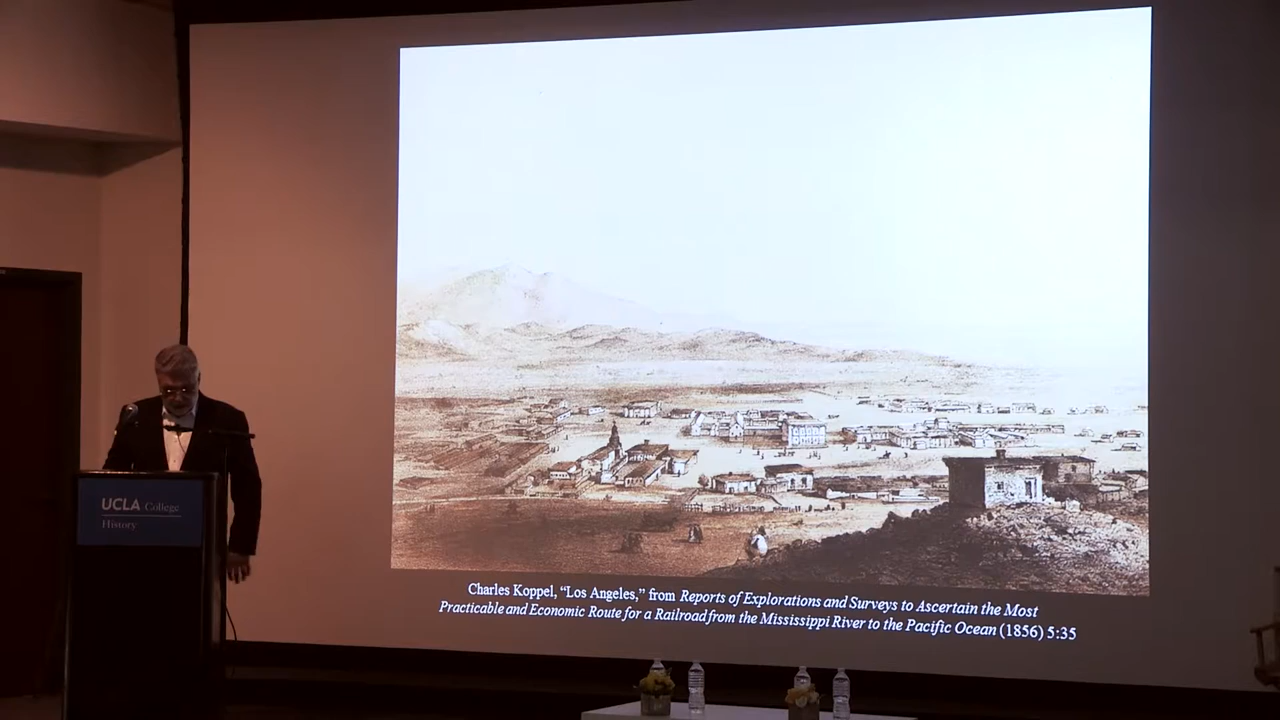 Charles Koppel, “Los Angeles,” from Reports of Explorations and Surveys to Ascertain the Most
Practicable and Economic Route for a Railroad from the Mississippi River to the Pacific Ocean (1856) 5:35
UCLA College
History